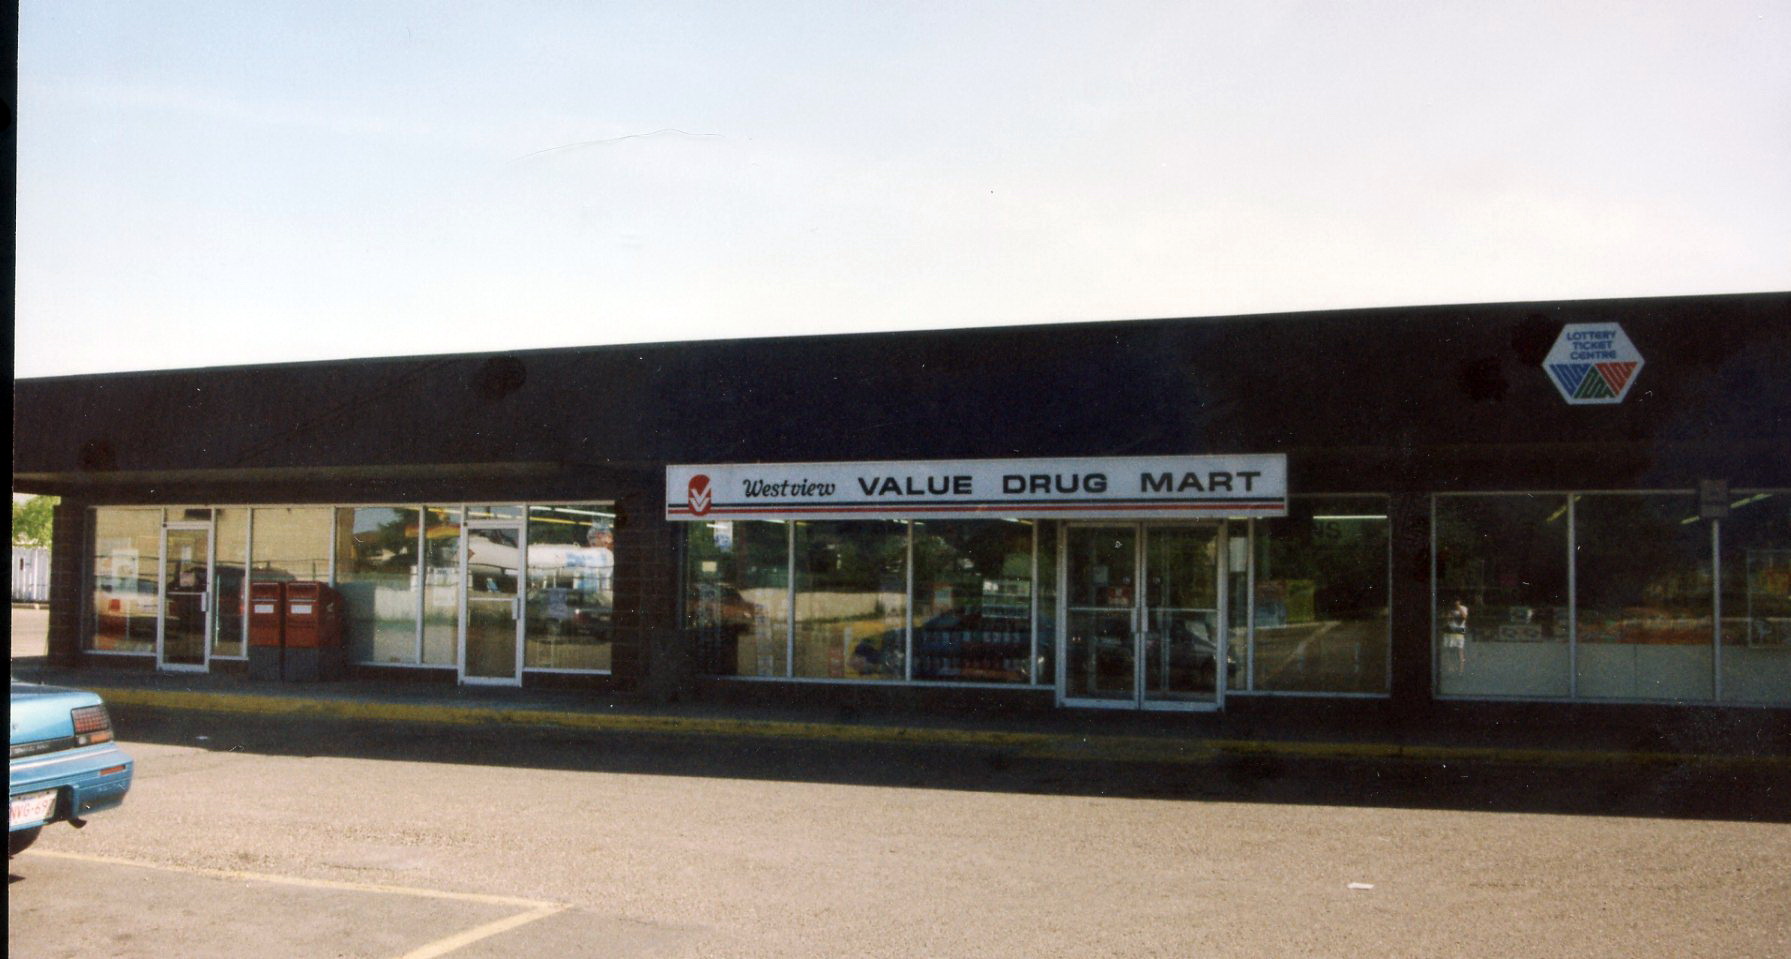 LOTTERY
TICKET
CENTRE
Westview VALUE DRUG MART